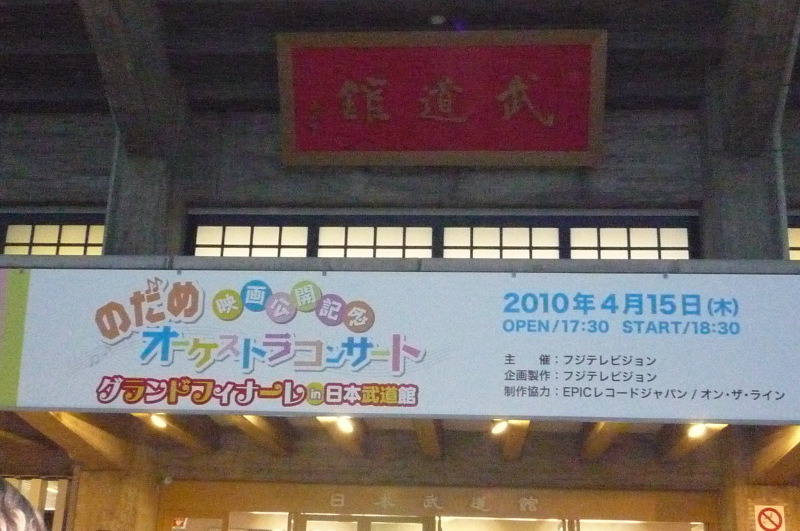 武道館
のだめ 映画公開記念
オーケストラコンサート
グランドフィナーレ in 日本武道館
2010年4月15日(木)
OPEN/17:30 START/18:30
主 催：フジテレビジョン
企画製作：フジテレビジョン
制作協力：EPICレコードジャパン / オン・ザ・ライン
日本武道館